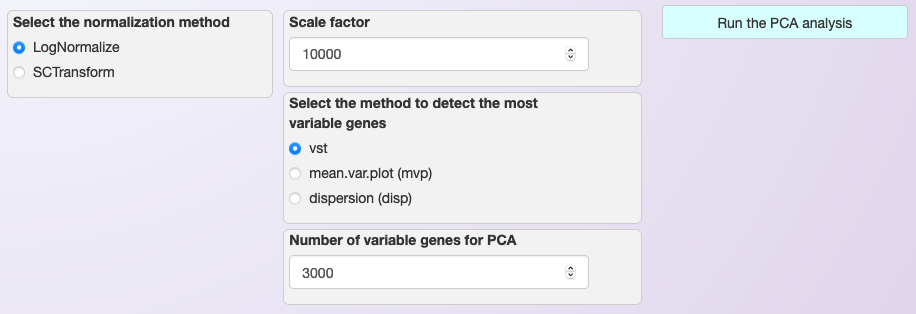 Select the normalization method
LogNormalize
SCTransform
Scale factor
10000
Select the method to detect the most
variable genes
vst
mean.var.plot (mvp)
dispersion (disp)
Number of variable genes for PCA
3000
Run the PCA analysis